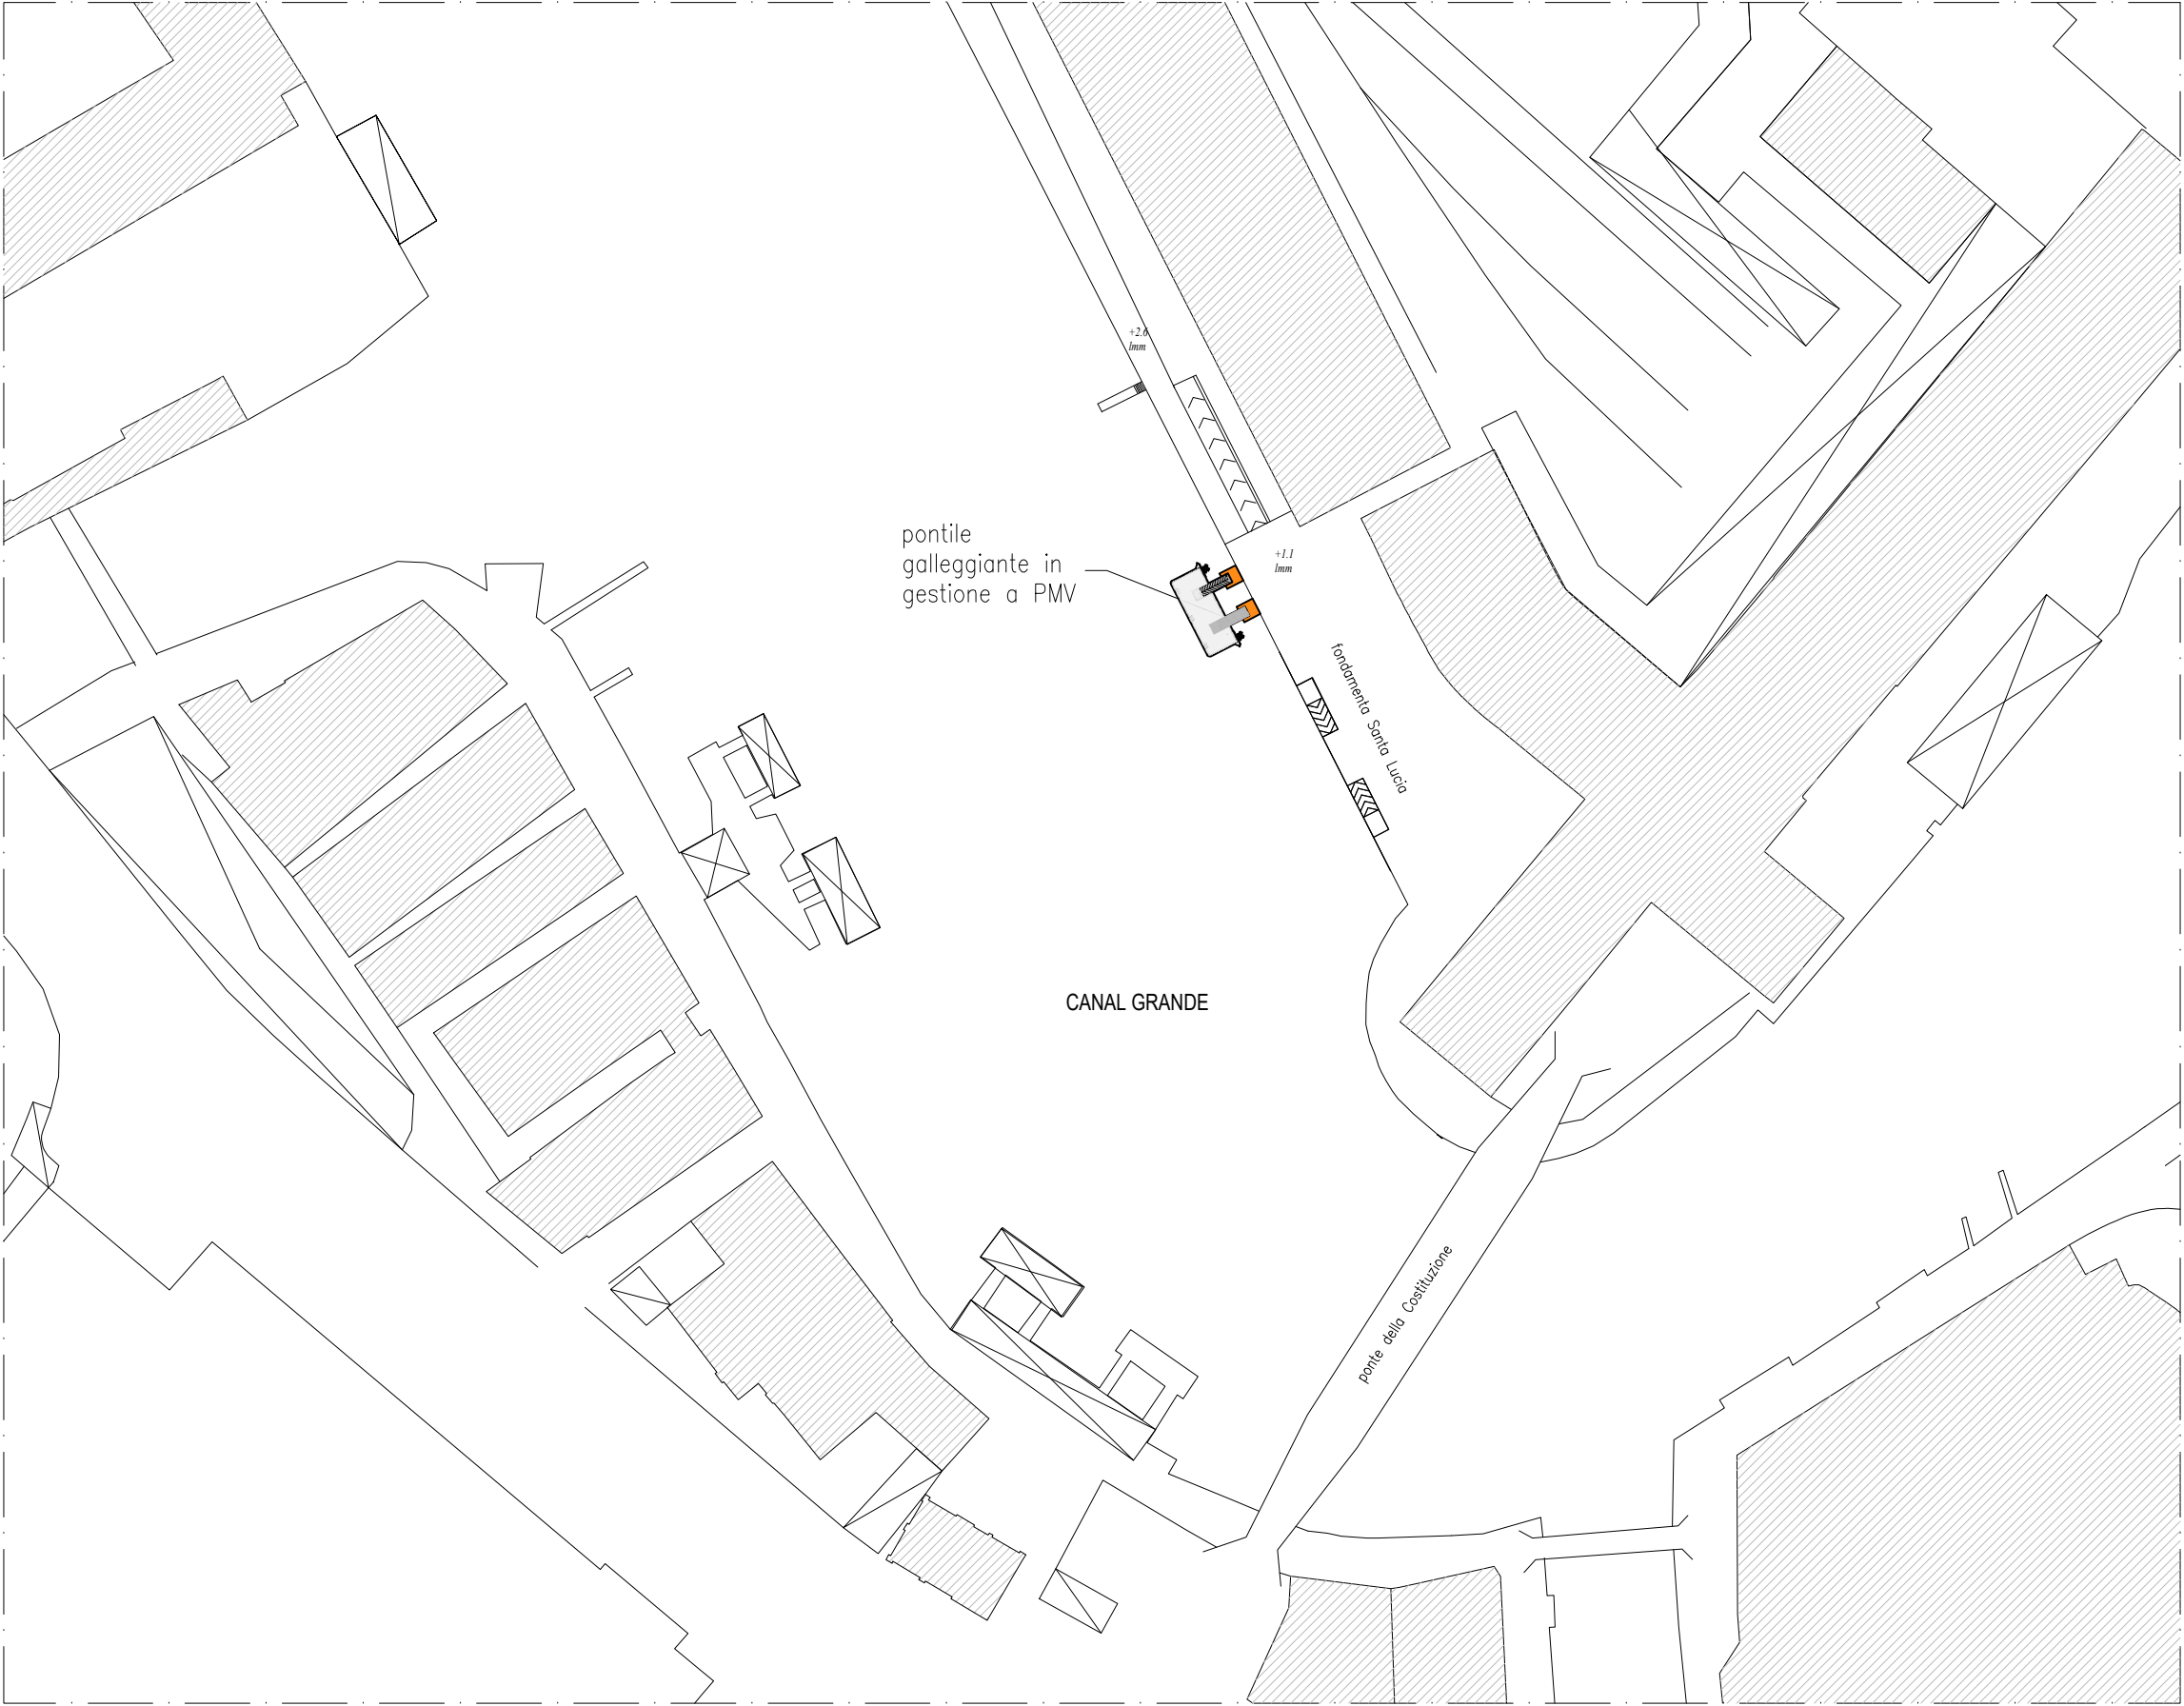 +2.6
lmm
pontile
galleggiante in
gestione a PMV
+1.1
lmm
fondamenta Santa Lucia
CANAL GRANDE
ponte della Costituzione